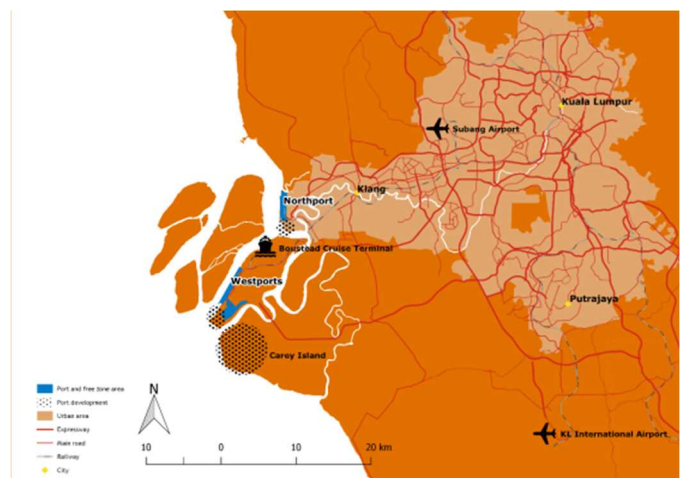 Kuala Lumpur
Subang Airport
Klang
Northport
Boustead Cruise Terminal
Westports
Putrajaya
Carey Island
KL International Airport
Port and free zone area
Port development
Urban area
Expressway
Main road
Railway
City
N
10 0 10 20 km